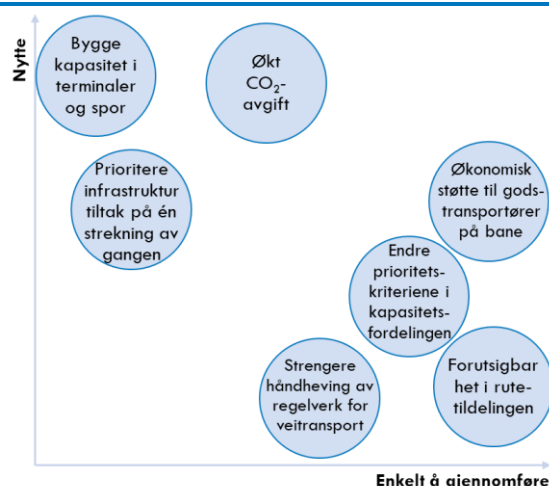 Nytte
Bygge
kapasitet i
terminaler
og spor
Økt
CO₂-
avgift
Prioritere
infrastruktur
tiltak på én
strekning av
gangen
Økonomisk
støtte til gods-
transportører
på bane
Endre
prioritets-
kriteriene i
kapasitets-
fordelingen
Strengere
håndheving av
regelverk for
veitransport
Forutsigbar
het i rute-
tildelingen
Enkelt å gjennomføre